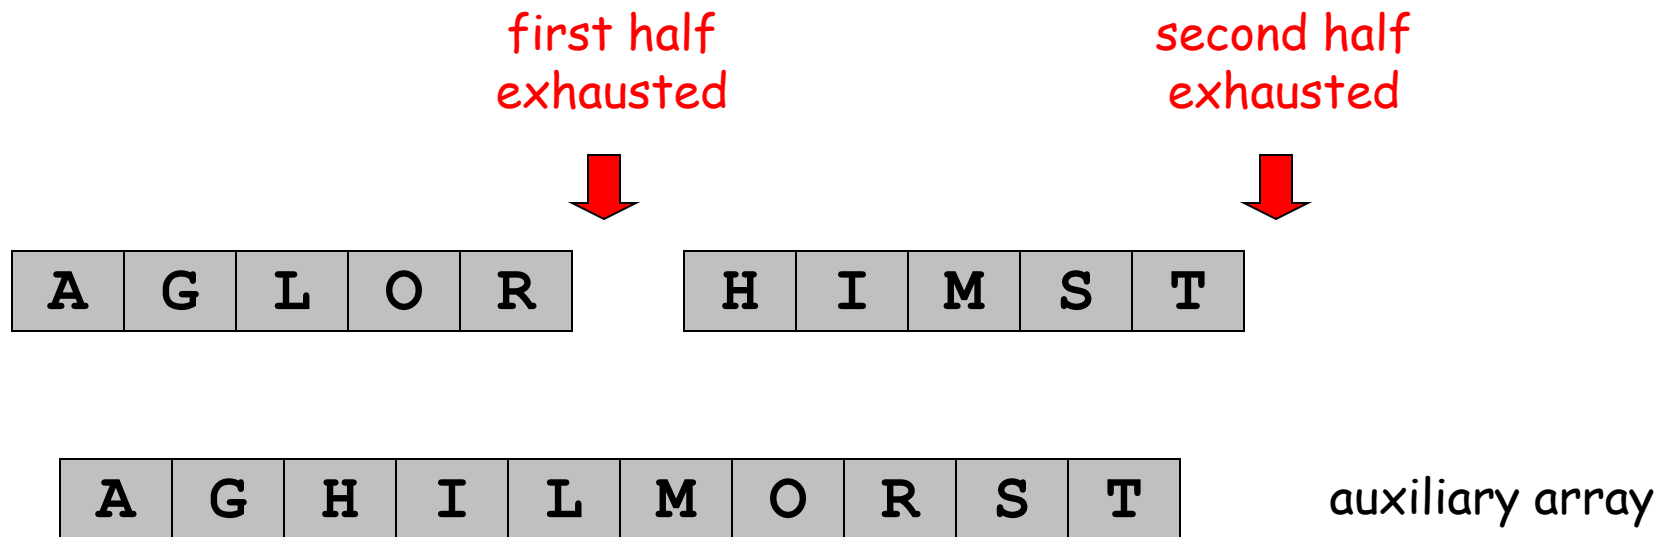 first half
exhausted
second half
exhausted
A G L O R
H I M S T
A G H I L M O R S T
auxiliary array